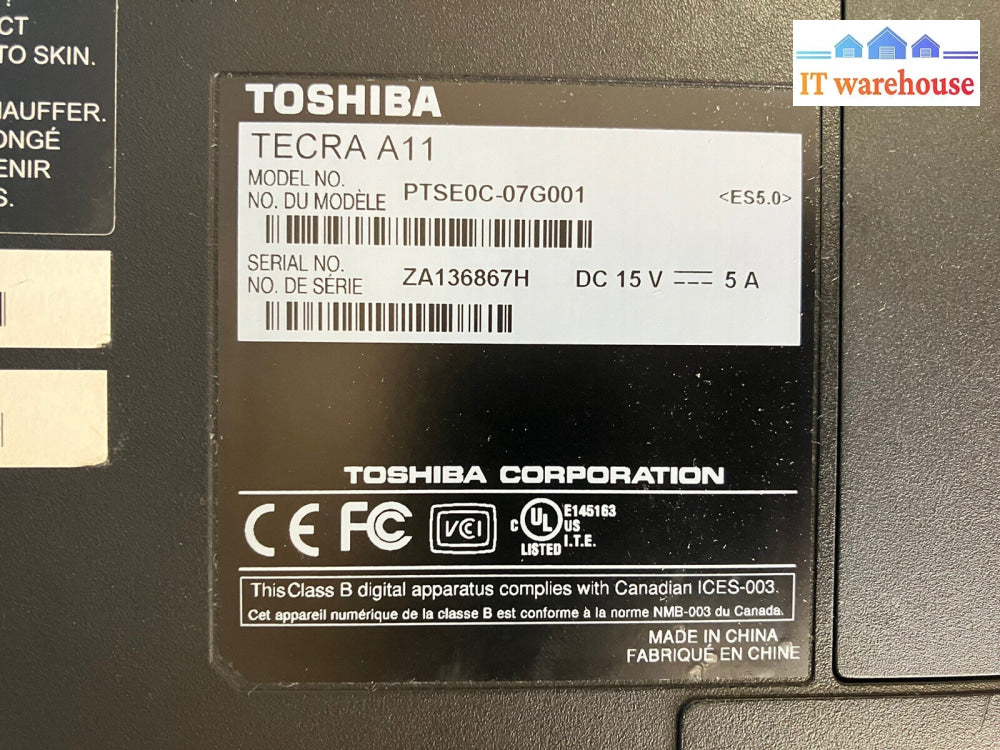 CT
TO SKIN.
HAUFFER.
ONGÉ
ENIR
S.
IT warehouse
TOSHIBA
TECRA A11
MODEL NO.
NO. DU MODÈLE PTSE0C-07G001 <ES5.0>
SERIAL NO.
NO. DE SÉRIE ZA136867H DC 15 V 5 A
TOSHIBA CORPORATION
CE FC VCI C UL US LISTED E145163 I.T.E.
This Class B digital apparatus complies with Canadian ICES-003.
Cet appareil numérique de la classe B est conforme à la norme NMB-003 du Canada.
MADE IN CHINA
FABRIQUÉ EN CHINE